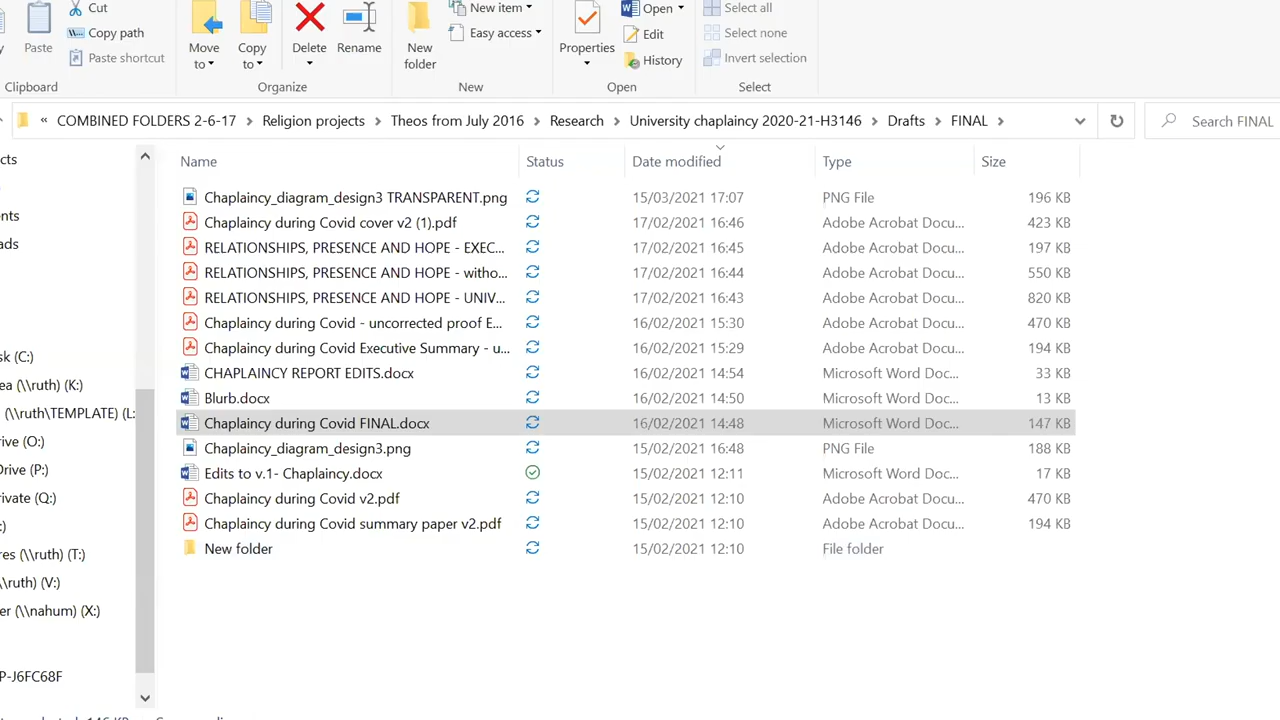 Cut
New item
Open
Select all
Paste
Copy path
Move to
Copy to
Delete
Rename
New folder
Easy access
Properties
Edit
Select none
Paste shortcut
History
Invert selection
Clipboard
Organize
New
Open
Select
« COMBINED FOLDERS 2-6-17 > Religion projects > Theos from July 2016 > Research > University chaplaincy 2020-21-H3146 > Drafts > FINAL >
Search FINAL
Name Status Date modified Type Size
Chaplaincy_diagram_design3 TRANSPARENT.png 15/03/2021 17:07 PNG File 196 KB
Chaplaincy during Covid cover v2 (1).pdf 17/02/2021 16:46 Adobe Acrobat Docu... 423 KB
RELATIONSHIPS, PRESENCE AND HOPE - EXEC... 17/02/2021 16:45 Adobe Acrobat Docu... 197 KB
RELATIONSHIPS, PRESENCE AND HOPE - witho... 17/02/2021 16:44 Adobe Acrobat Docu... 550 KB
RELATIONSHIPS, PRESENCE AND HOPE - UNIV... 17/02/2021 16:43 Adobe Acrobat Docu... 820 KB
Chaplaincy during Covid - uncorrected proof E... 16/02/2021 15:30 Adobe Acrobat Docu... 470 KB
Chaplaincy during Covid Executive Summary - u... 16/02/2021 15:29 Adobe Acrobat Docu... 194 KB
CHAPLAINCY REPORT EDITS.docx 16/02/2021 14:54 Microsoft Word Doc... 33 KB
Blurb.docx 16/02/2021 14:50 Microsoft Word Doc... 13 KB
Chaplaincy during Covid FINAL.docx 16/02/2021 14:48 Microsoft Word Doc... 147 KB
Chaplaincy_diagram_design3.png 15/02/2021 16:48 PNG File 188 KB
Edits to v.1- Chaplaincy.docx 15/02/2021 12:11 Microsoft Word Doc... 17 KB
Chaplaincy during Covid v2.pdf 15/02/2021 12:10 Adobe Acrobat Docu... 470 KB
Chaplaincy during Covid summary paper v2.pdf 15/02/2021 12:10 Adobe Acrobat Docu... 194 KB
New folder 15/02/2021 12:10 File folder
cts
ents
ads
sk (C:)
ea (\\ruth) (K:)
(\\ruth\TEMPLATE) (L:
rive (O:)
Drive (P:)
rivate (Q:)
:)
res (\\ruth) (T:)
\\ruth) (V:)
er (\\nahum) (X:)
P-J6FC68F